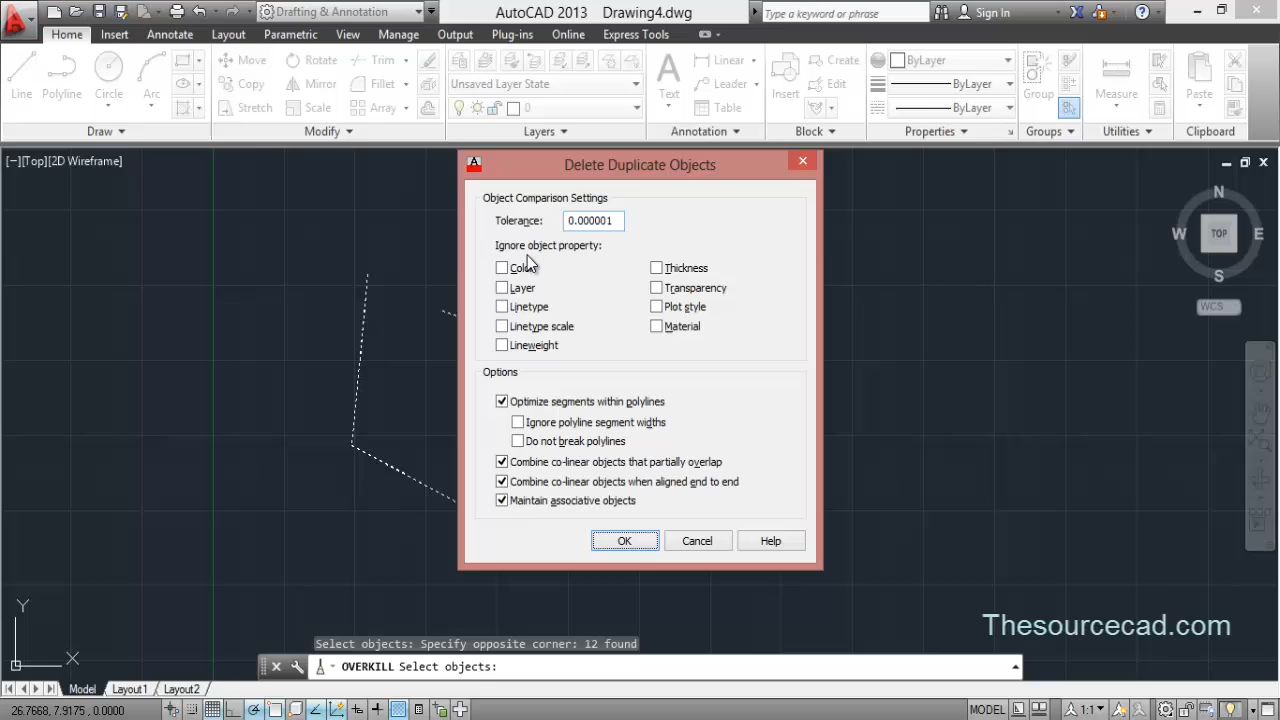 Drafting & Annotation
AutoCAD 2013 Drawing4.dwg
Type a keyword or phrase
Sign In
Home Insert Annotate Layout Parametric View Manage Output Plug-ins Online Express Tools
Line
Polyline
Circle
Arc
Move
Rotate
Trim
Copy
Mirror
Fillet
Stretch
Scale
Array
Unsaved Layer State
0
Text
Linear
Leader
Table
Insert
Create
Edit
ByLayer
ByLayer
ByLayer
Group
Measure
Paste
Draw
Modify
Layers
Annotation
Block
Properties
Groups
Utilities
Clipboard
[−][Top][2D Wireframe]
Delete Duplicate Objects
Object Comparison Settings
Tolerance: 0.000001
Ignore object property:
Thickness
Layer
Transparency
Linetype
Plot style
Linetype scale
Material
Lineweight
Options
Optimize segments within polylines
Ignore polyline segment widths
Do not break polylines
Combine co-linear objects that partially overlap
Combine co-linear objects when aligned end to end
Maintain associative objects
OK
Cancel
Help
N
W
TOP
E
S
WCS
Y
X
Thesourcecad.com
Select objects: Specify opposite corner: 12 found
OVERKILL Select objects:
Model Layout1 Layout2
26.7668, 7.9175, 0.0000
MODEL
1:1